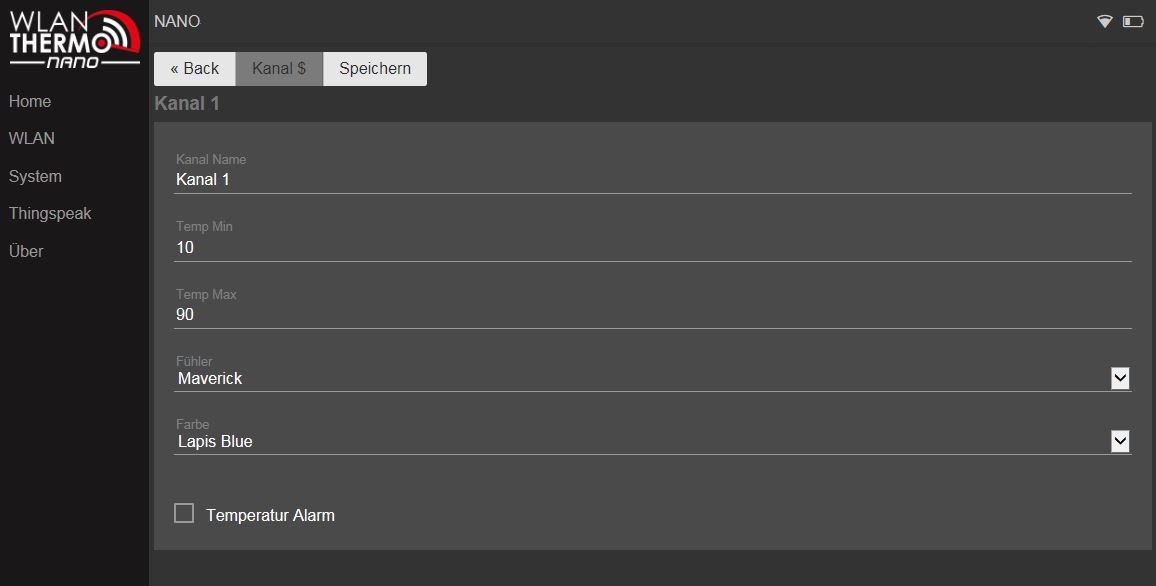 WLAN
THERMO
NANO
NANO
Home
WLAN
System
Thingspeak
Über
« Back
Kanal $
Speichern
Kanal 1
Kanal Name
Kanal 1
Temp Min
10
Temp Max
90
Fühler
Maverick
Farbe
Lapis Blue
Temperatur Alarm